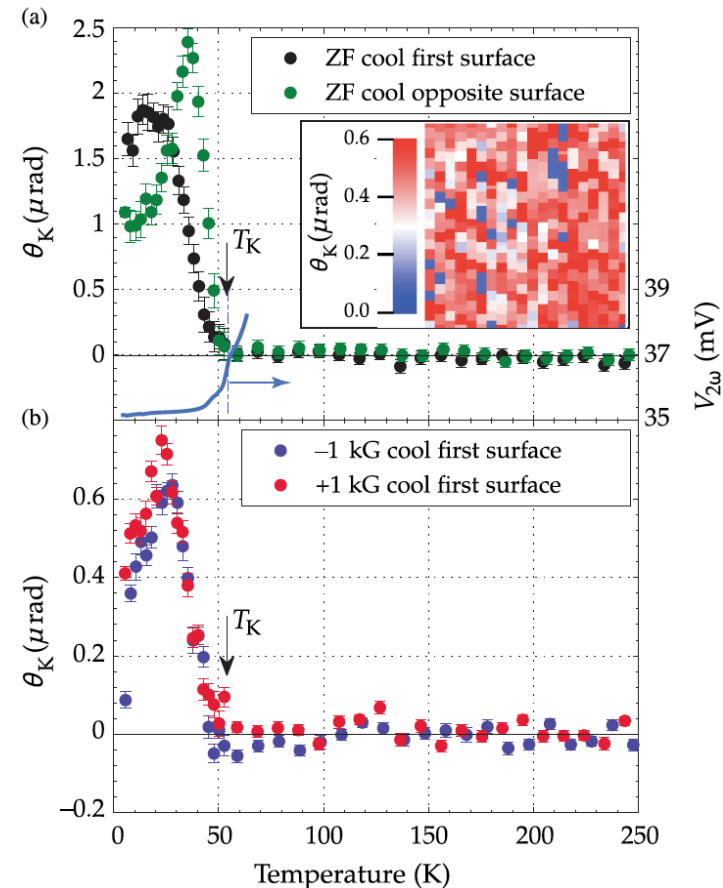 (a)
2.5
2
1.5
1
0.5
0
θK(μrad)
ZF cool first surface
ZF cool opposite surface
0.6
0.4
0.2
0.0
θK(μrad)
TK
39
37
35
V2ω (mV)
(b)
–1 kG cool first surface
+1 kG cool first surface
0.6
0.4
0.2
0
–0.2
θK(μrad)
TK
0 50 100 150 200 250
Temperature (K)